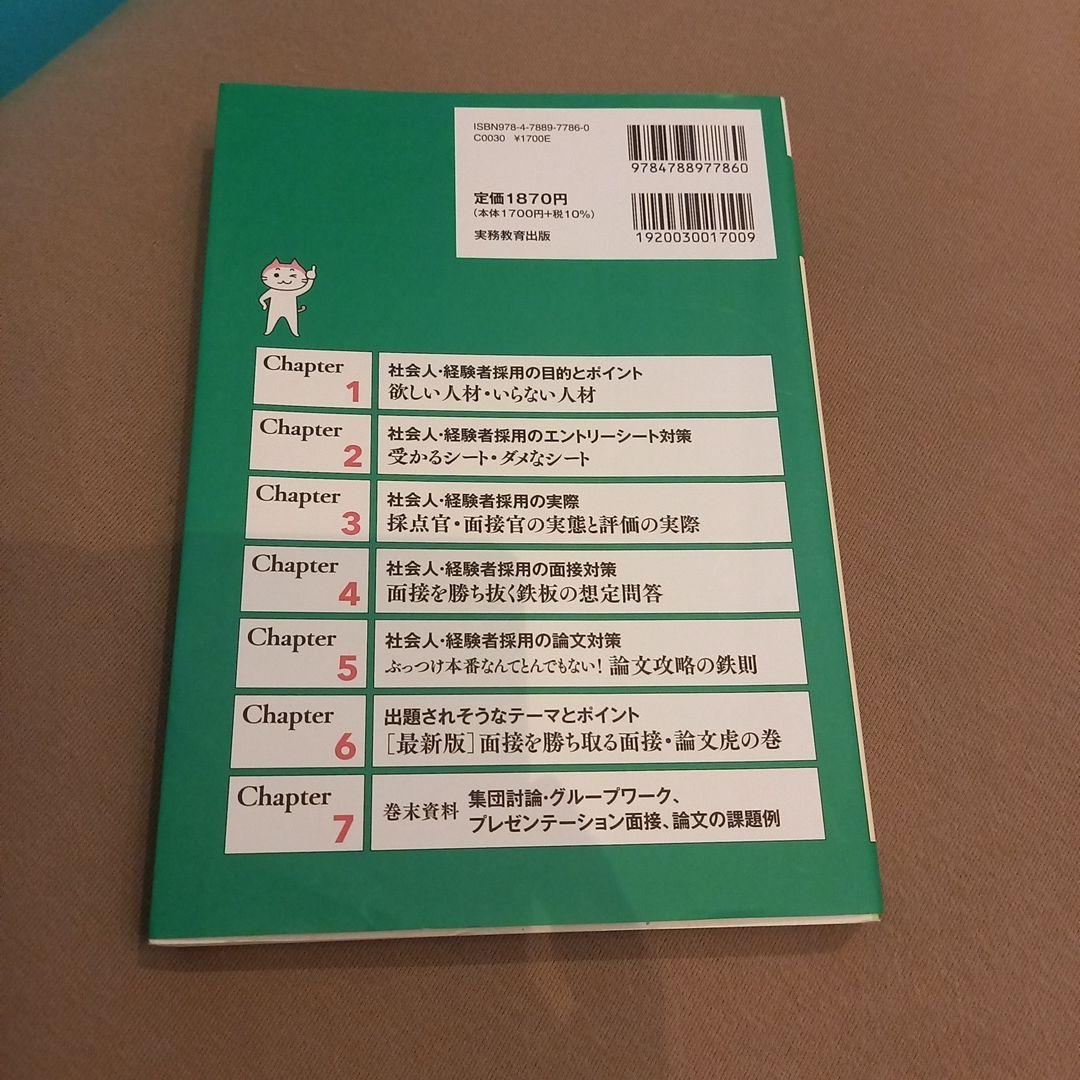 ISBN978-4-7889-7786-0
C0030 ¥1700E
9784788977860
定価1870円
（本体1700円+税10%）
実務教育出版
1920030017009
Chapter 1
社会人・経験者採用の目的とポイント
欲しい人材・いらない人材
Chapter 2
社会人・経験者採用のエントリーシート対策
受かるシート・ダメなシート
Chapter 3
社会人・経験者採用の実際
採点官・面接官の実態と評価の実際
Chapter 4
社会人・経験者採用の面接対策
面接を勝ち抜く鉄板の想定問答
Chapter 5
社会人・経験者採用の論文対策
ぶっつけ本番なんてとんでもない！ 論文攻略の鉄則
Chapter 6
出題されそうなテーマとポイント
［最新版］面接を勝ち取る面接・論文虎の巻
Chapter 7
巻末資料 集団討論・グループワーク、
プレゼンテーション面接、論文の課題例